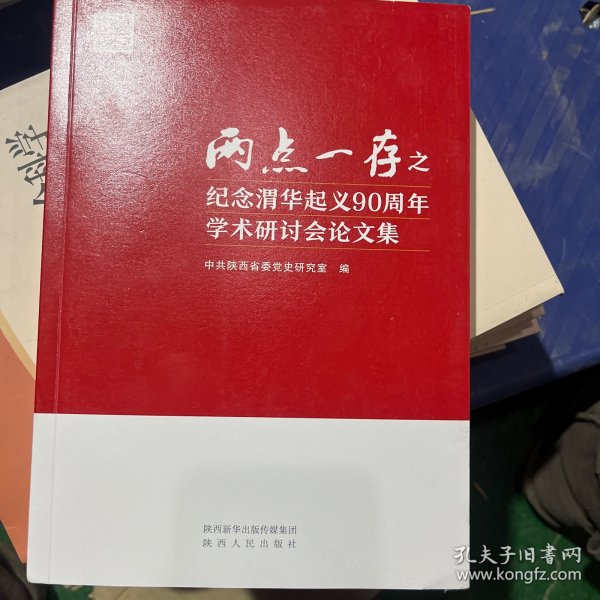 两点一存之
纪念渭华起义90周年
学术研讨会论文集
中共陕西省委党史研究室 编
陕西新华出版传媒集团
陕西人民出版社
孔夫子旧书网
www.kongfz.com